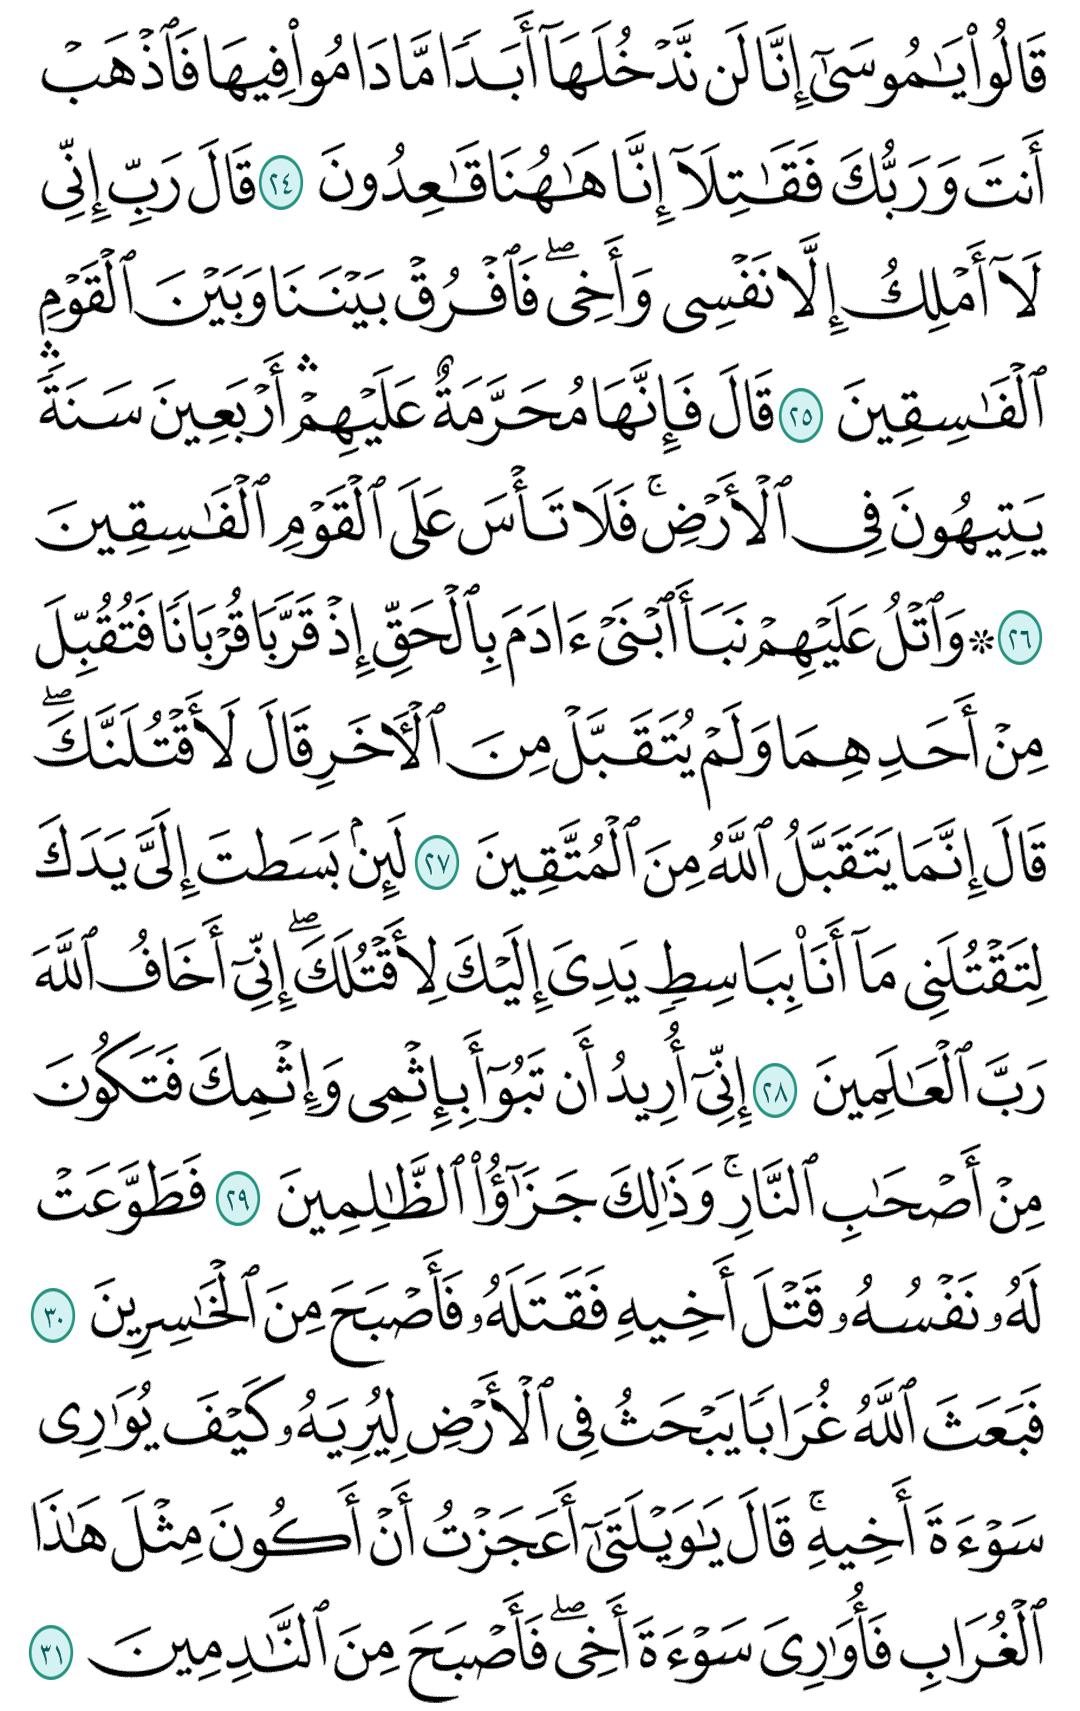 قَالُواْ يَٰمُوسَىٰٓ إِنَّا لَن نَّدۡخُلَهَآ أَبَدٗا مَّا دَامُواْ فِيهَا فَٱذۡهَبۡ
أَنتَ وَرَبُّكَ فَقَٰتِلَآ إِنَّا هَٰهُنَا قَٰعِدُونَ ٢٤ قَالَ رَبِّ إِنِّي
لَآ أَمۡلِكُ إِلَّا نَفۡسِي وَأَخِيۖ فَٱفۡرُقۡ بَيۡنَنَا وَبَيۡنَ ٱلۡقَوۡمِ
ٱلۡفَٰسِقِينَ ٢٥ قَالَ فَإِنَّهَا مُحَرَّمَةٌ عَلَيۡهِمۡۛ أَرۡبَعِينَ سَنَةٗۛ
يَتِيهُونَ فِي ٱلۡأَرۡضِۚ فَلَا تَأۡسَ عَلَى ٱلۡقَوۡمِ ٱلۡفَٰسِقِينَ
٢٦ ۞ وَٱتۡلُ عَلَيۡهِمۡ نَبَأَ ٱبۡنَيۡ ءَادَمَ بِٱلۡحَقِّ إِذۡ قَرَّبَا قُرۡبَانٗا فَتُقُبِّلَ
مِنۡ أَحَدِهِمَا وَلَمۡ يُتَقَبَّلۡ مِنَ ٱلۡأٓخَرِ قَالَ لَأَقۡتُلَنَّكَۖ
قَالَ إِنَّمَا يَتَقَبَّلُ ٱللَّهُ مِنَ ٱلۡمُتَّقِينَ ٢٧ لَئِنۢ بَسَطتَ إِلَيَّ يَدَكَ
لِتَقۡتُلَنِي مَآ أَنَا۠ بِبَاسِطٖ يَدِيَ إِلَيۡكَ لِأَقۡتُلَكَۖ إِنِّيٓ أَخَافُ ٱللَّهَ
رَبَّ ٱلۡعَٰلَمِينَ ٢٨ إِنِّيٓ أُرِيدُ أَن تَبُوٓأَ بِإِثۡمِي وَإِثۡمِكَ فَتَكُونَ
مِنۡ أَصۡحَٰبِ ٱلنَّارِۚ وَذَٰلِكَ جَزَٰٓؤُاْ ٱلظَّٰلِمِينَ ٢٩ فَطَوَّعَتۡ
لَهُۥ نَفۡسُهُۥ قَتۡلَ أَخِيهِ فَقَتَلَهُۥ فَأَصۡبَحَ مِنَ ٱلۡخَٰسِرِينَ ٣٠
فَبَعَثَ ٱللَّهُ غُرَابٗا يَبۡحَثُ فِي ٱلۡأَرۡضِ لِيُرِيَهُۥ كَيۡفَ يُوَٰرِي
سَوۡءَةَ أَخِيهِۚ قَالَ يَٰوَيۡلَتَىٰٓ أَعَجَزۡتُ أَنۡ أَكُونَ مِثۡلَ هَٰذَا
ٱلۡغُرَابِ فَأُوَٰرِيَ سَوۡءَةَ أَخِيۖ فَأَصۡبَحَ مِنَ ٱلنَّٰدِمِينَ ٣١